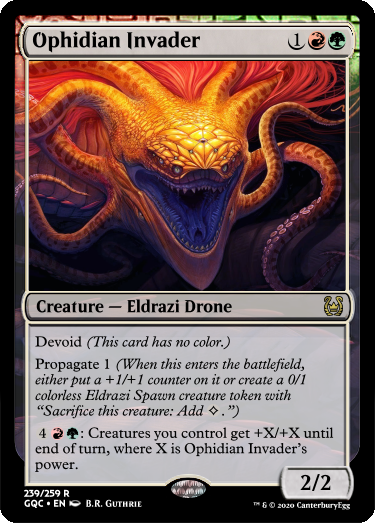 Ophidian Invader 1
Creature — Eldrazi Drone
Devoid (This card has no color.)
Propagate 1 (When this enters the battlefield,
either put a +1/+1 counter on it or create a 0/1
colorless Eldrazi Spawn creature token with
“Sacrifice this creature: Add ◇.”)
4: Creatures you control get +X/+X until
end of turn, where X is Ophidian Invader's
power.
2/2
239/259 R
GQC • EN B.R. Guthrie
™ & © 2020 CanterburyEgg